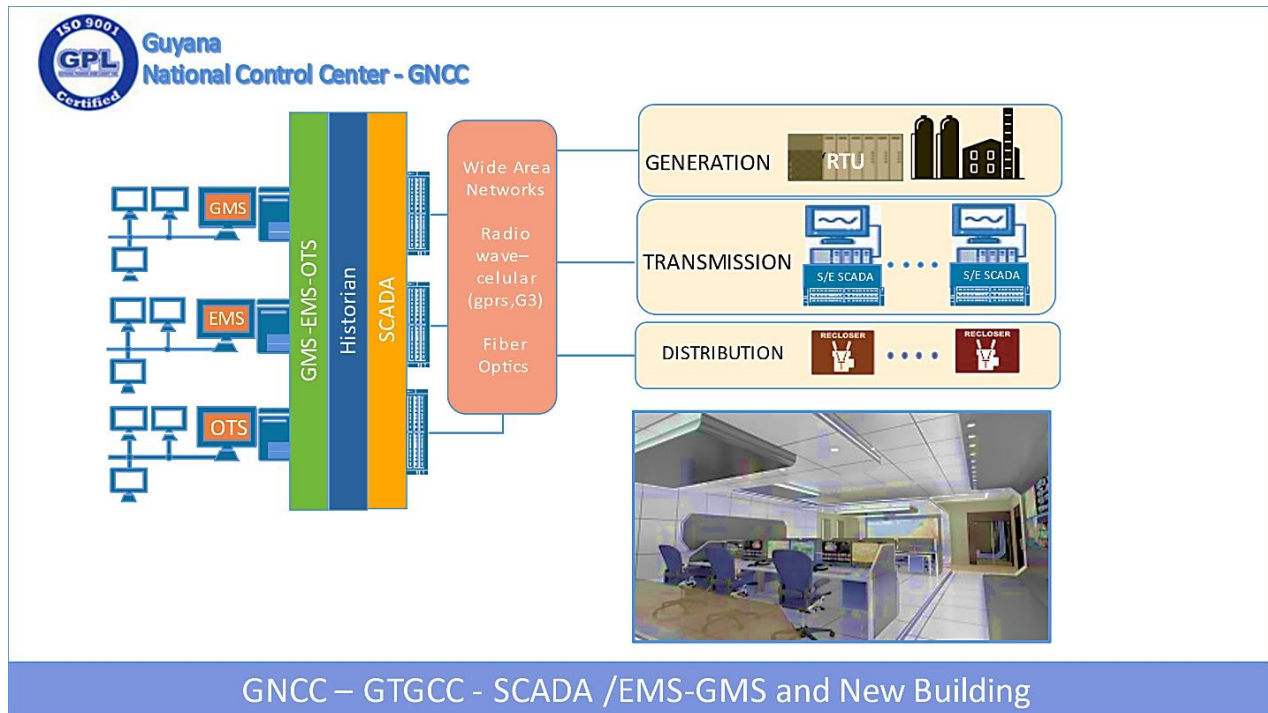 ISO 9001
GPL
Certified
Guyana
National Control Center - GNCC
GMS
EMS
OTS
GMS-EMS-OTS
Historian
SCADA
Wide Area
Networks
Radio
wave–
celular
(gprs,G3)
Fiber
Optics
GENERATION
‘RTU
TRANSMISSION
S/E SCADA
S/E SCADA
DISTRIBUTION
RECLOSER
RECLOSER
GNCC – GTGCC - SCADA /EMS-GMS and New Building